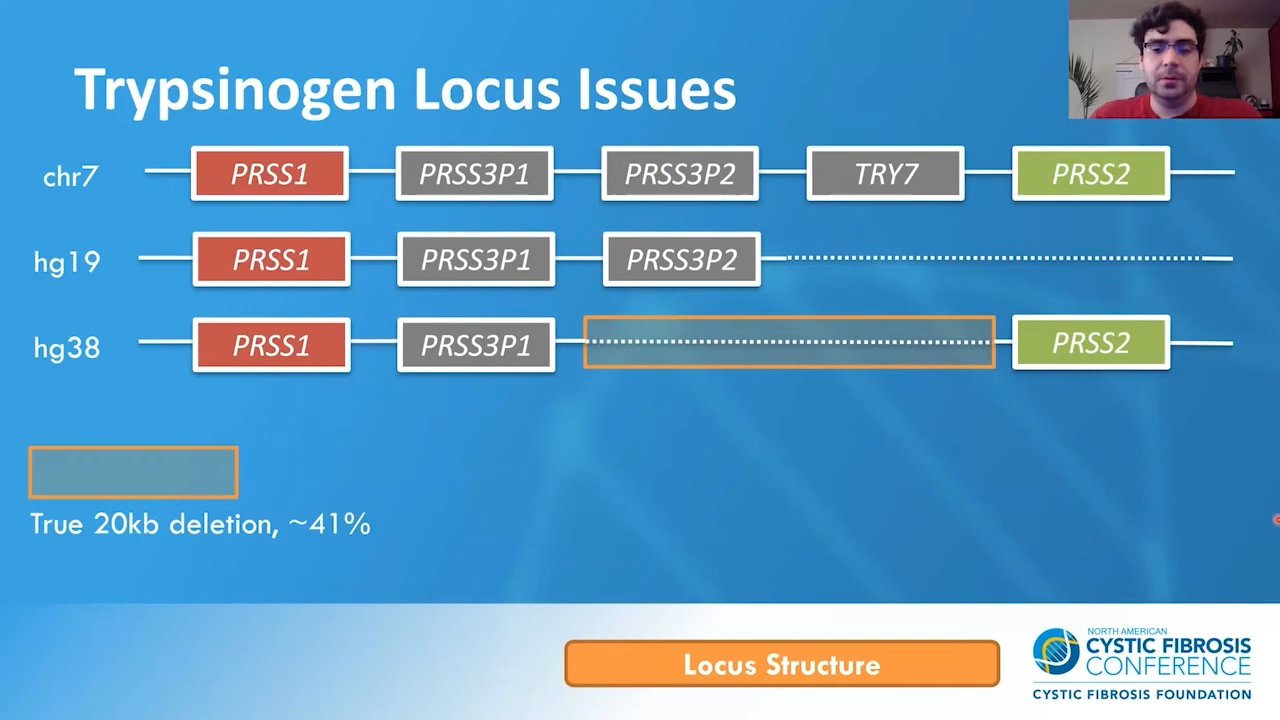 Trypsinogen Locus Issues
chr7 PRSS1 PRSS3P1 PRSS3P2 TRY7 PRSS2
hg19 PRSS1 PRSS3P1 PRSS3P2
hg38 PRSS1 PRSS3P1 PRSS2
True 20kb deletion, ~41%
Locus Structure
NORTH AMERICAN
CYSTIC FIBROSIS
CONFERENCE
CYSTIC FIBROSIS FOUNDATION